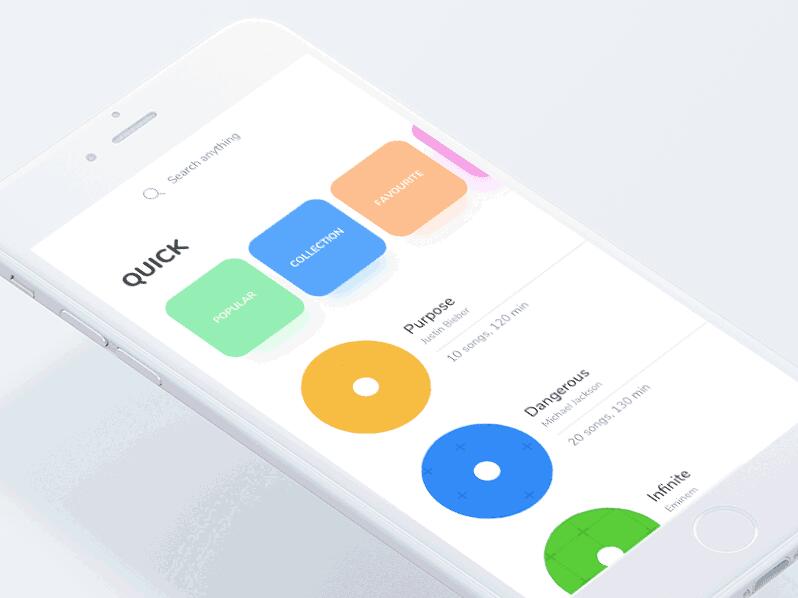 Search anything
QUICK
POPULAR
COLLECTION
FAVOURITE
Purpose
Justin Bieber
10 songs, 120 min
Dangerous
Michael Jackson
20 songs, 130 min
Infinite
Eminem